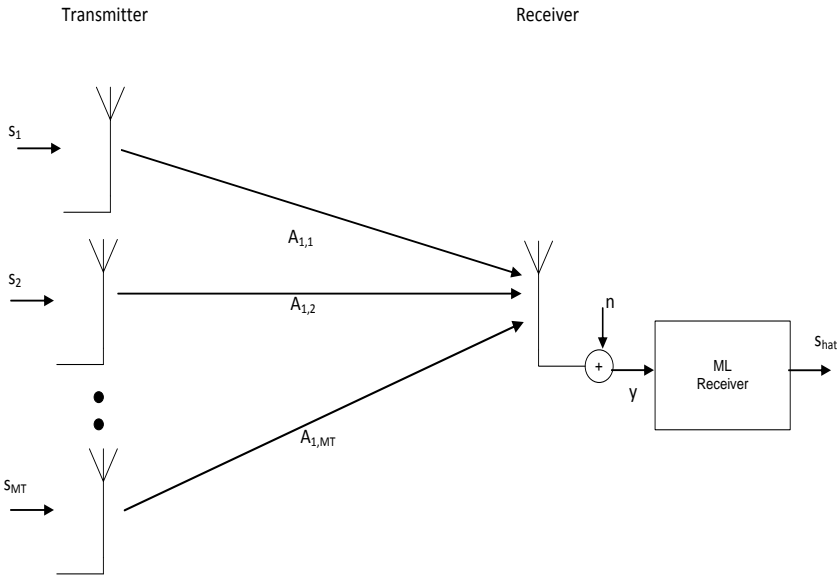 Transmitter
Receiver
s1
A1,1
s2
A1,2
n
ML
Receiver
shat
+
y
A1,MT
sMT